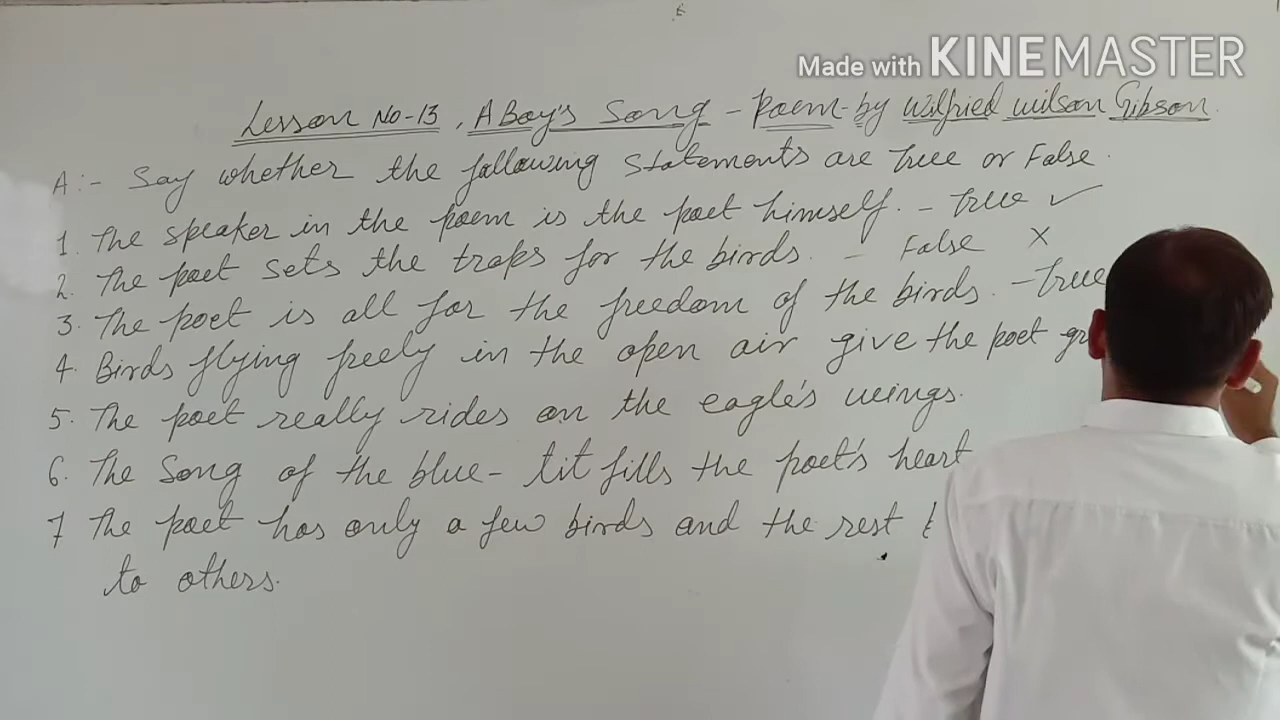 Made with KINEMASTER
Lesson No-13, A Boy's Song - Poem - by Wilfried Wilson Gibson.
A:- Say whether the following statements are True or False.
1. The speaker in the poem is the poet himself. - True ✓
2. The poet sets the traps for the birds. - False ×
3. The poet is all for the freedom of the birds. - True
4. Birds flying freely in the open air give the poet
5. The poet really rides on the eagle's wings.
6. The Song of the blue-tit fills the poet's heart
7 The poet has only a few birds and the rest
to others.